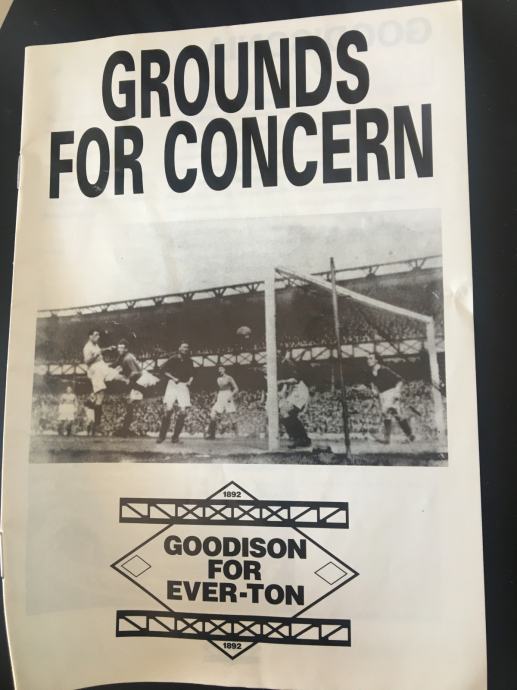 GROUNDS
FOR CONCERN
1892
GOODISON
FOR
EVER-TON
1892